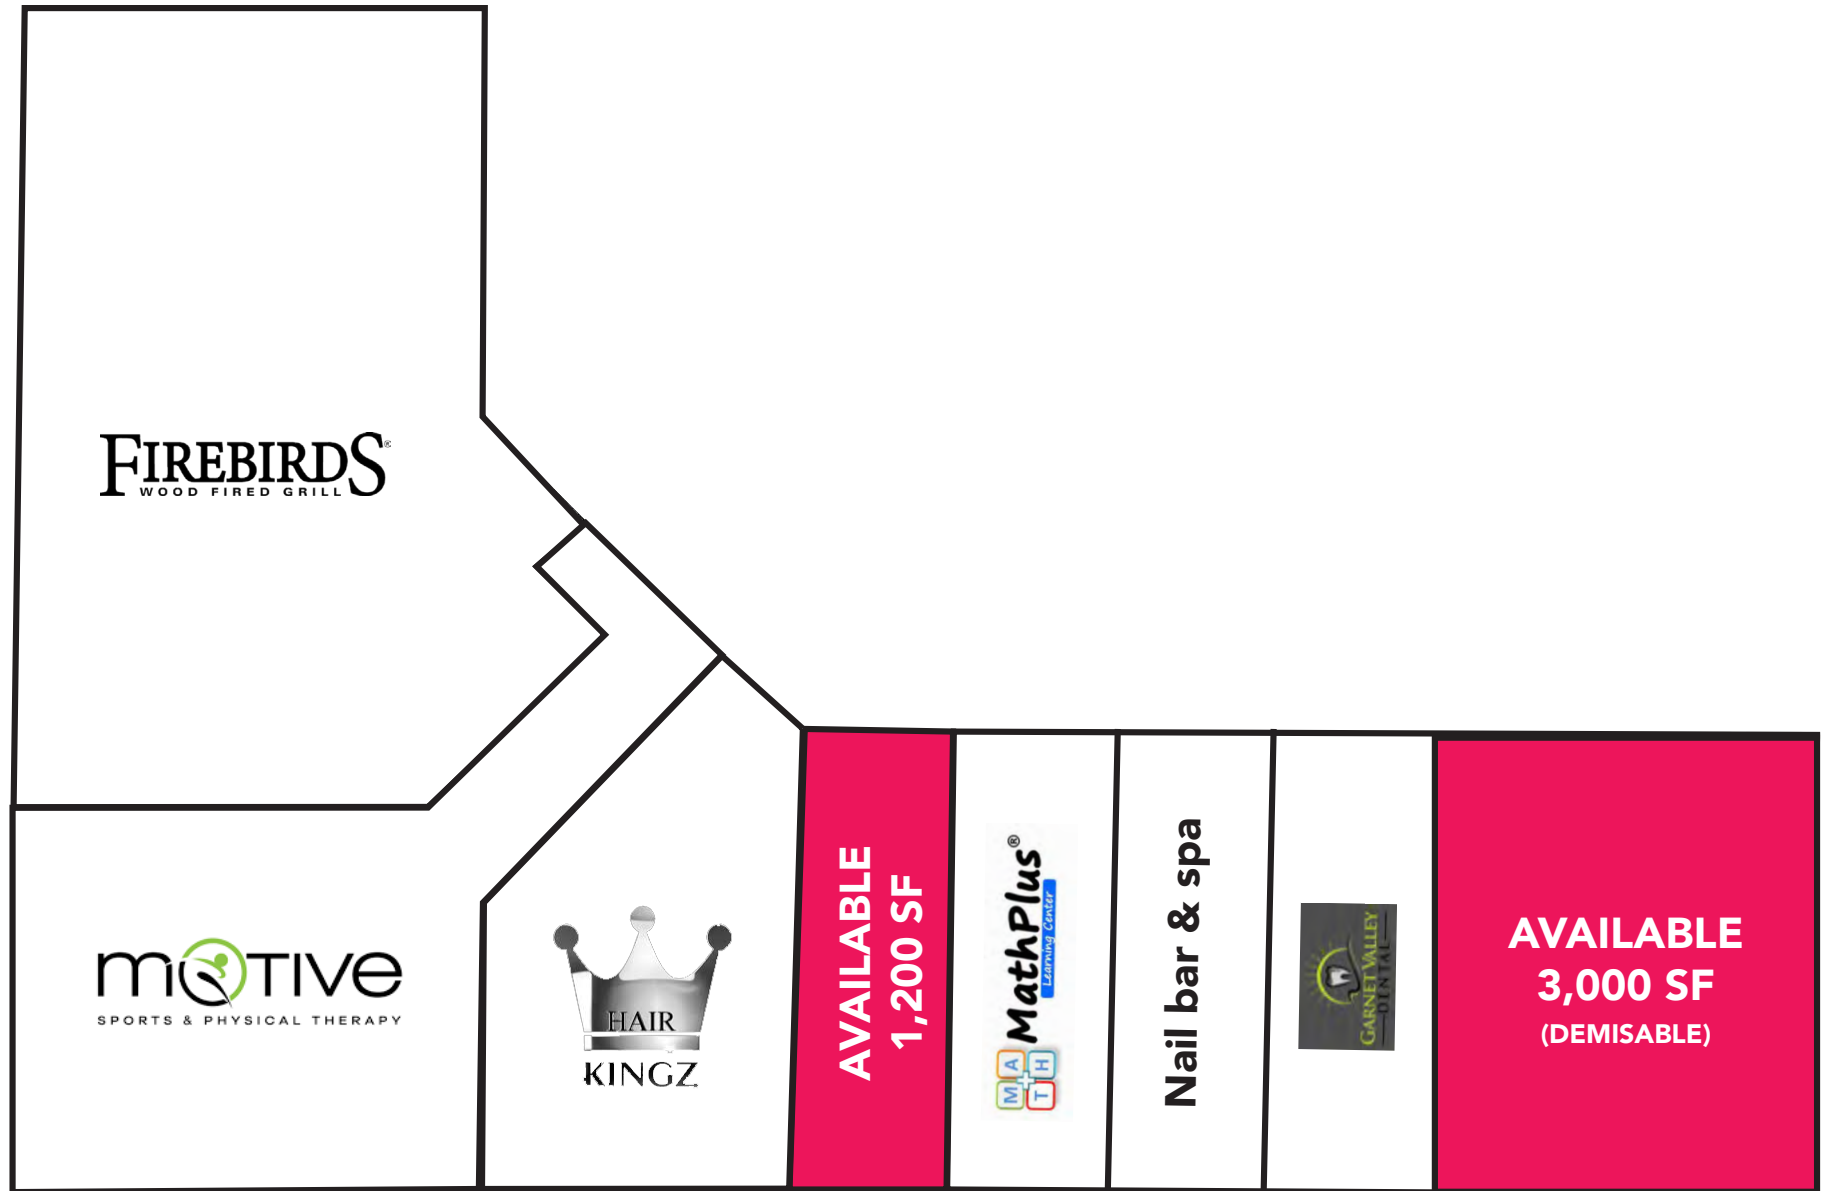 FIREBIRDS®
WOOD FIRED GRILL
mOTIVe
SPORTS & PHYSICAL THERAPY
HAIR
KINGZ
AVAILABLE
1,200 SF
M A
T H
MathPlus®
Learning Center
Nail bar & spa
GARNET VALLEY
DENTAL
AVAILABLE
3,000 SF
(DEMISABLE)